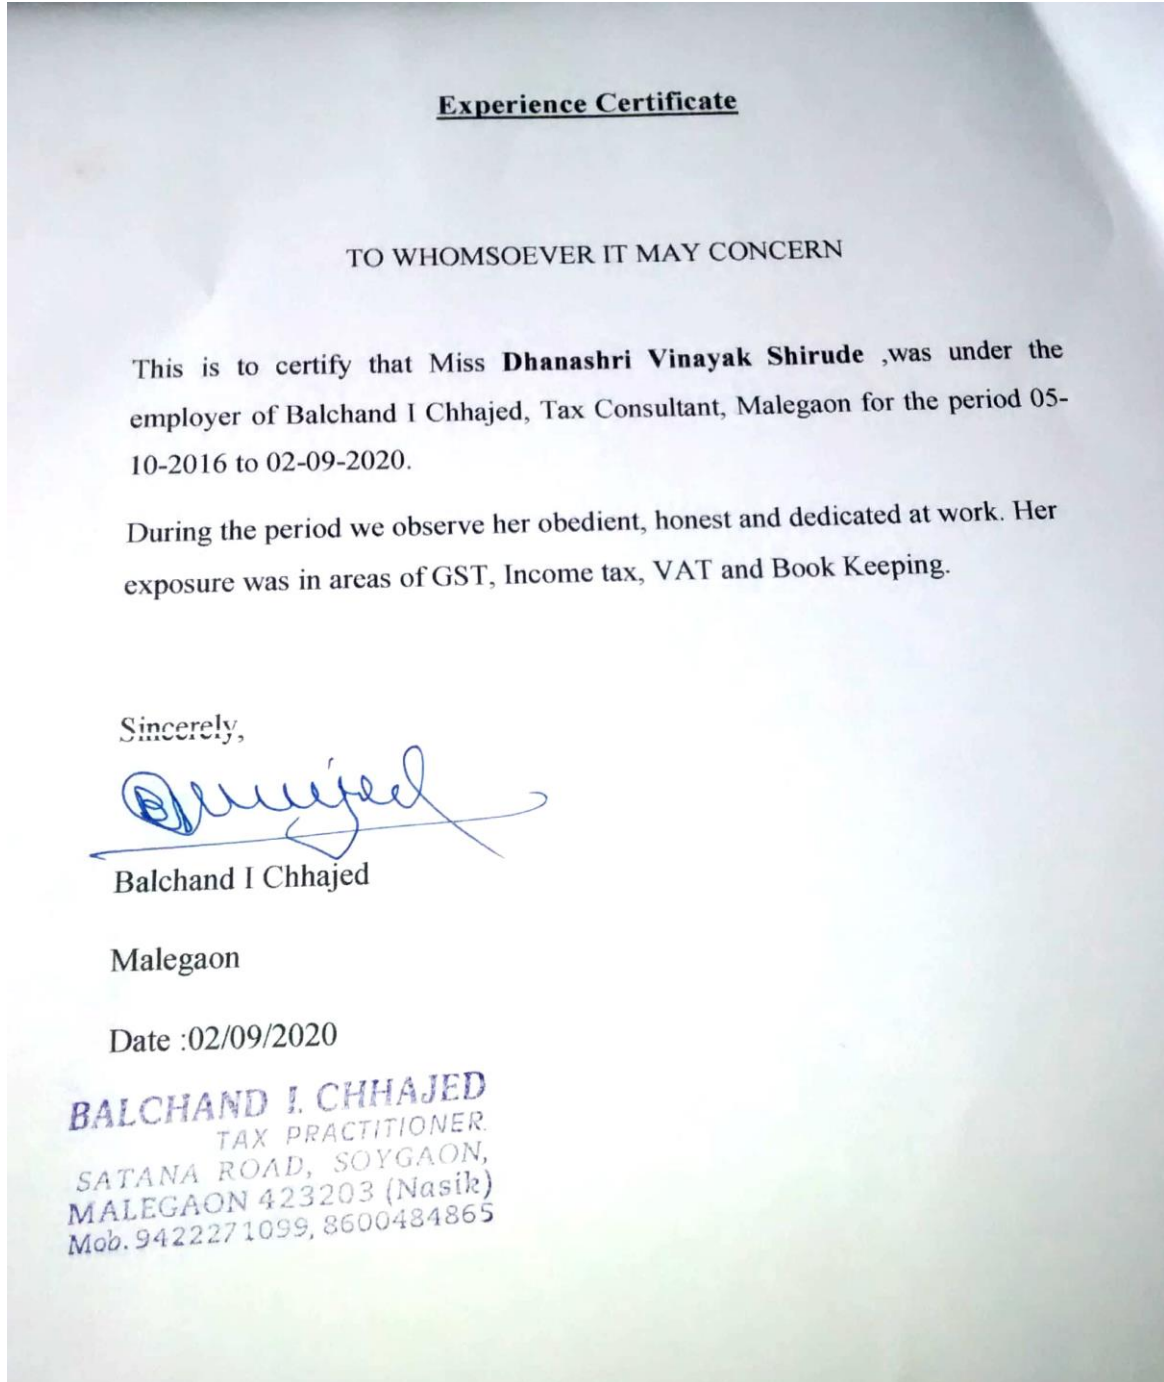 Experience Certificate
TO WHOMSOEVER IT MAY CONCERN
This is to certify that Miss Dhanashri Vinayak Shirude ,was under the
employer of Balchand I Chhajed, Tax Consultant, Malegaon for the period 05-
10-2016 to 02-09-2020.
During the period we observe her obedient, honest and dedicated at work. Her
exposure was in areas of GST, Income tax, VAT and Book Keeping.
Sincerely,
Balchand I Chhajed
Malegaon
Date :02/09/2020
BALCHAND I. CHHAJED
TAX PRACTITIONER.
SATANA ROAD, SOYGAON,
MALEGAON 423203 (Nasik)
Mob. 9422271099, 8600484865